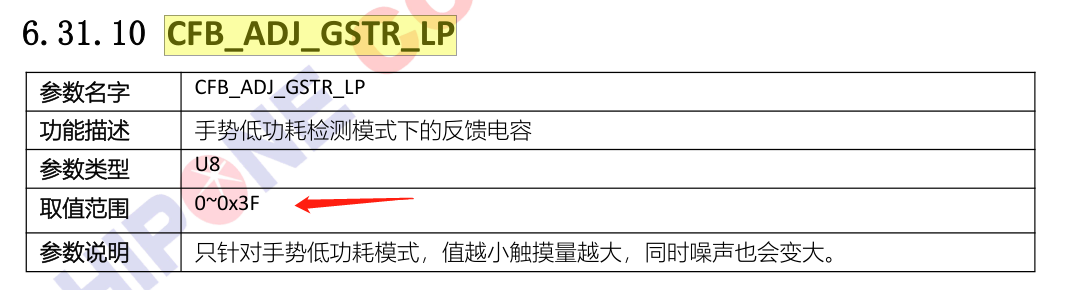 6.31.10 CFB_ADJ_GSTR_LP
参数名字 CFB_ADJ_GSTR_LP
功能描述 手势低功耗检测模式下的反馈电容
参数类型 U8
取值范围 0~0x3F
参数说明 只针对手势低功耗模式，值越小触摸量越大，同时噪声也会变大。
HIPONE CO